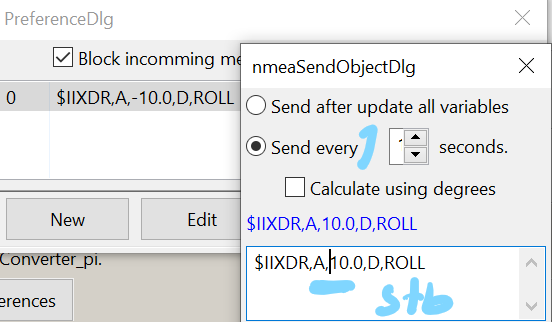 PreferenceDlg
Block incomming me
0 $IIXDR,A,-10.0,D,ROLL
New Edit
Converter_pi.
erences
nmeaSendObjectDlg
Send after update all variables
Send every 1 seconds.
Calculate using degrees
$IIXDR,A,10.0,D,ROLL
$IIXDR,A,10.0,D,ROLL
stb